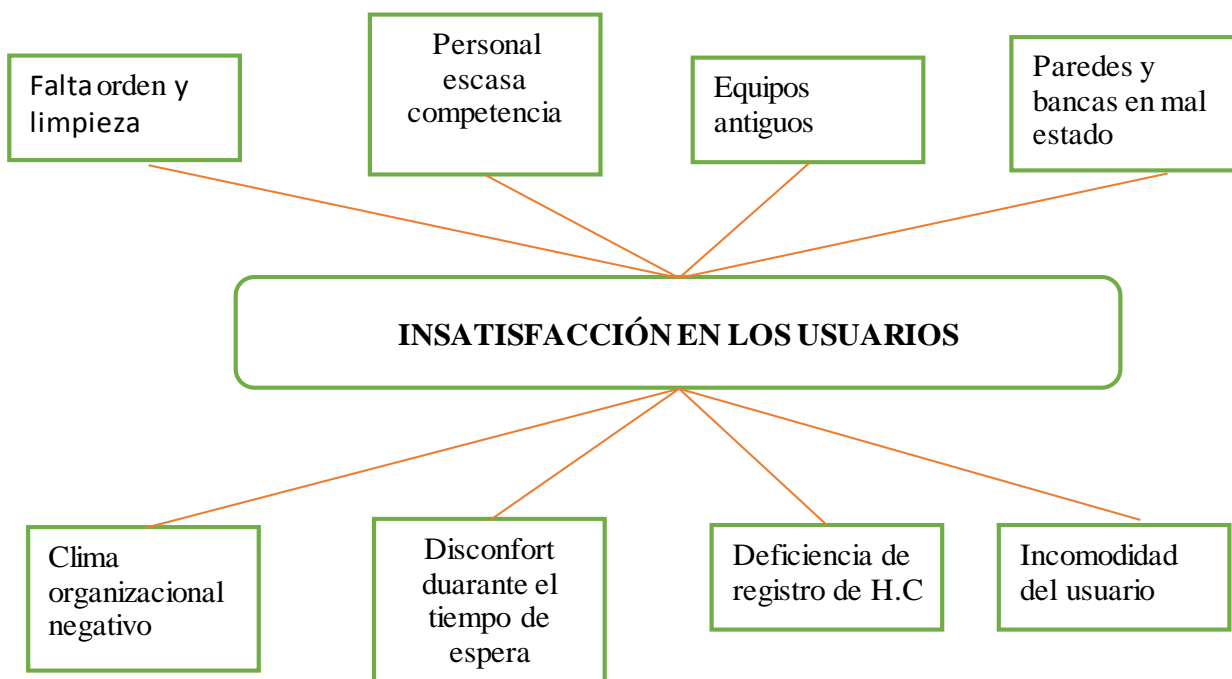 Falta orden y
limpieza
Personal
escasa
competencia
Equipos
antiguos
Paredes y
bancas en mal
estado
INSATISFACCIÓN EN LOS USUARIOS
Clima
organizacional
negativo
Disconfort
duarante el
tiempo de
espera
Deficiencia de
registro de H.C
Incomodidad
del usuario